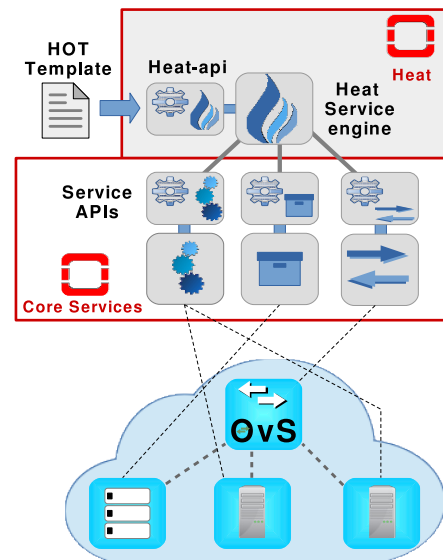 HOT
Template
Heat-api
Heat
Heat
Service
engine
Service
APIs
Core Services
OvS